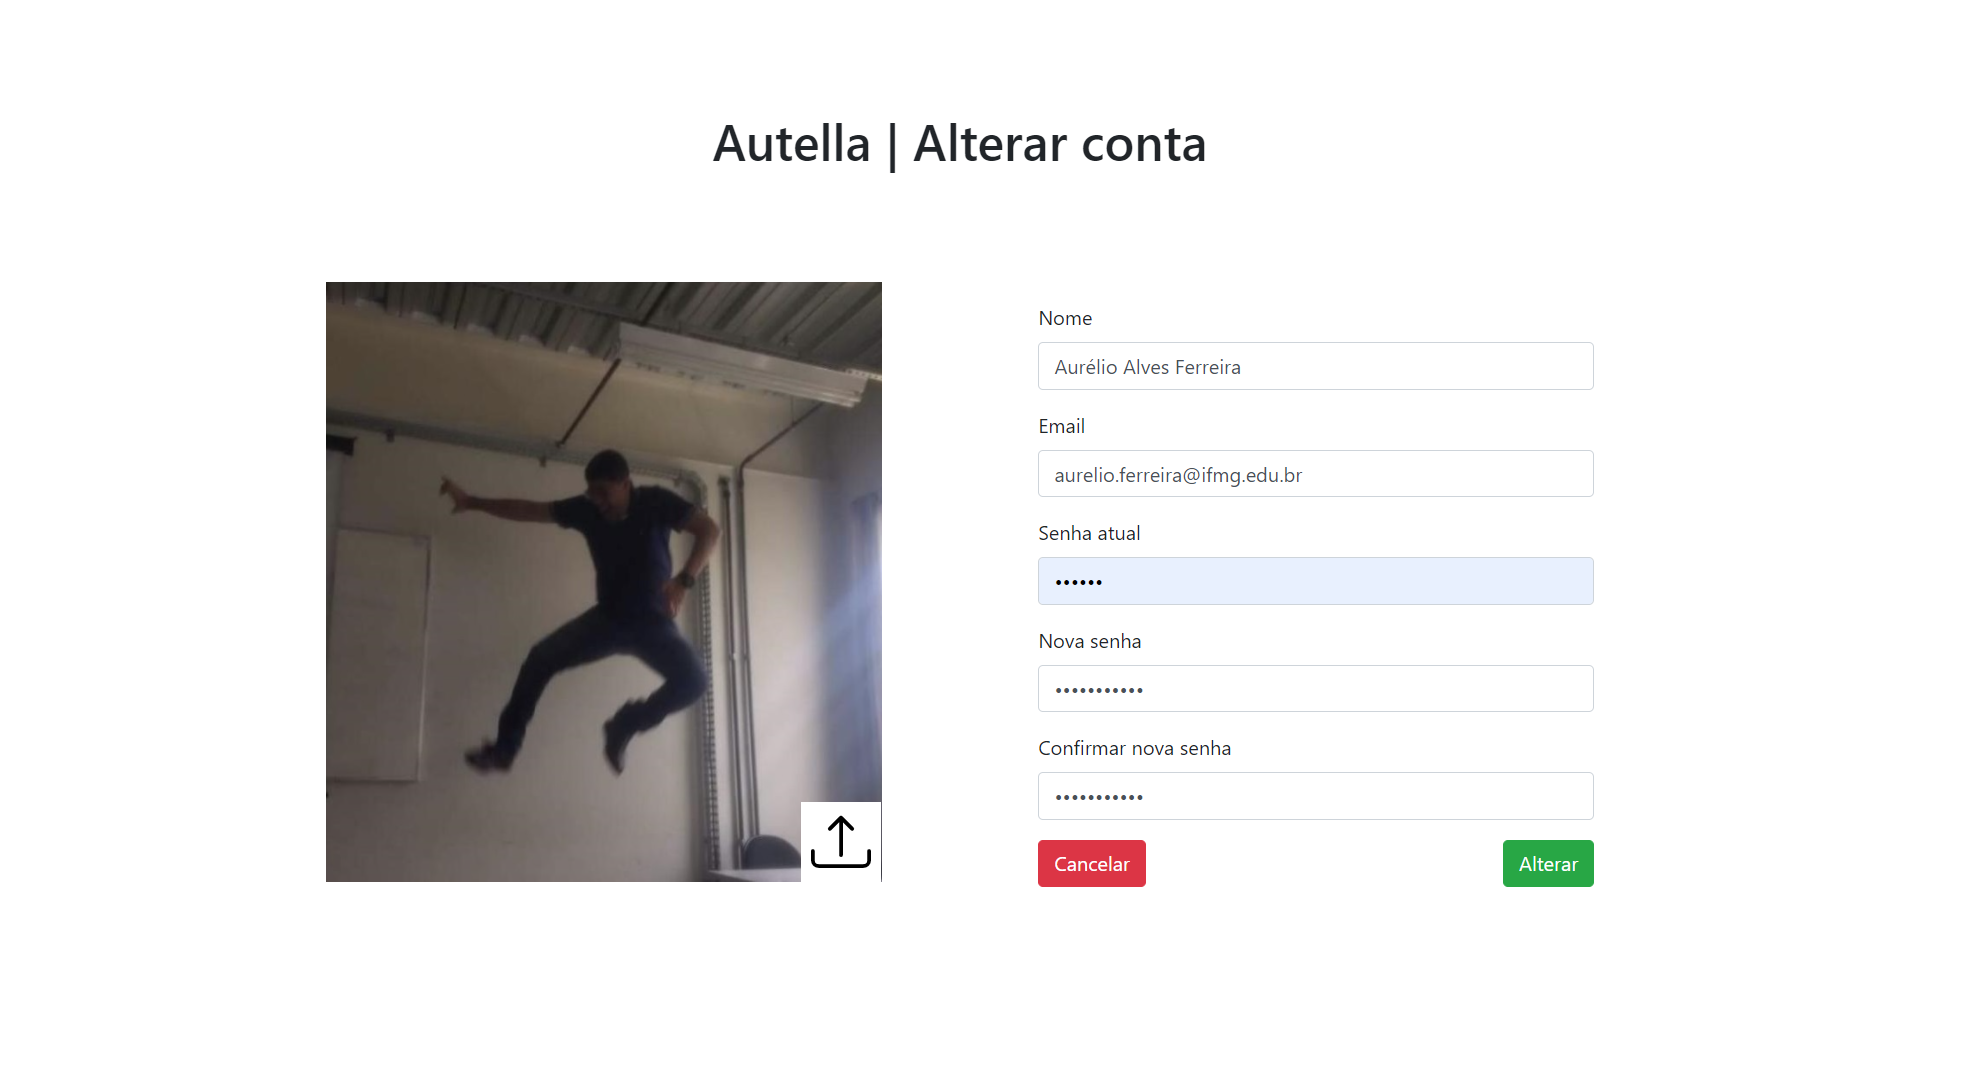 Autella | Alterar conta
Nome
Aurélio Alves Ferreira
Email
aurelio.ferreira@ifmg.edu.br
Senha atual
••••••
Nova senha
•••••••••••
Confirmar nova senha
•••••••••••
Cancelar
Alterar